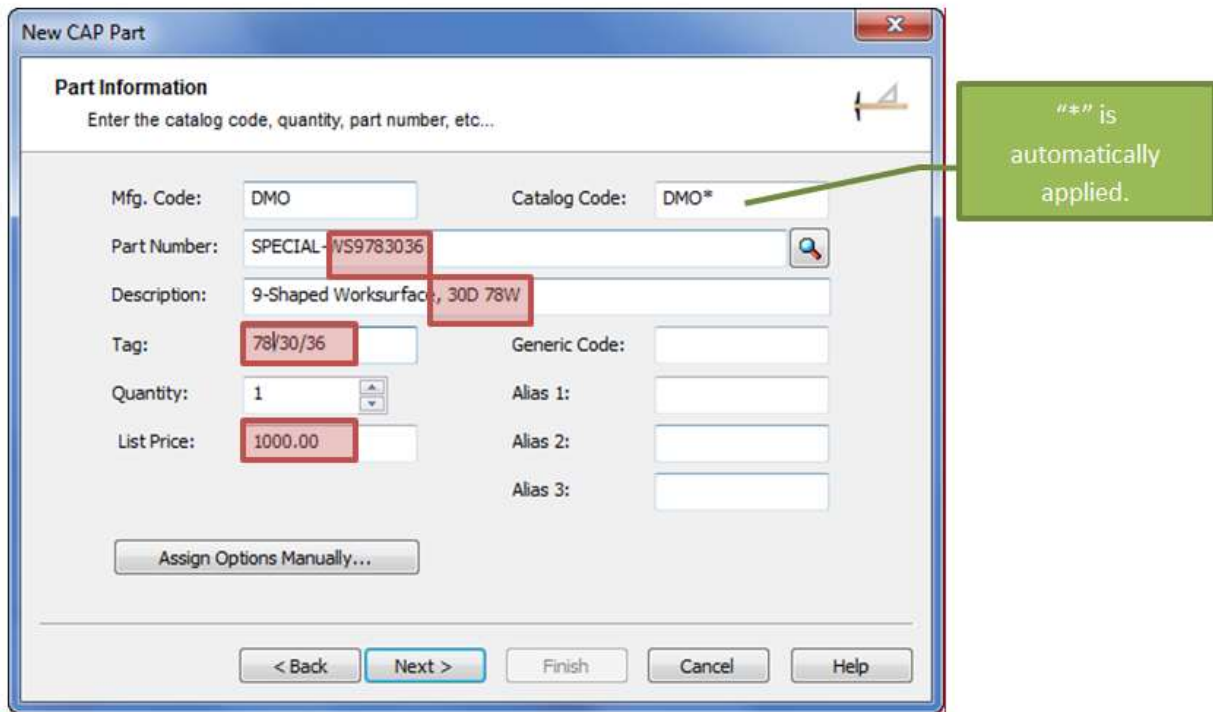 New CAP Part
Part Information
Enter the catalog code, quantity, part number, etc...
Mfg. Code: DMO Catalog Code: DMO*
Part Number: SPECIAL-WS9783036
Description: 9-Shaped Worksurface, 30D 78W
Tag: 78/30/36 Generic Code:
Quantity: 1 Alias 1:
List Price: 1000.00 Alias 2:
Alias 3:
Assign Options Manually...
< Back Next > Finish Cancel Help
"*" is
automatically
applied.